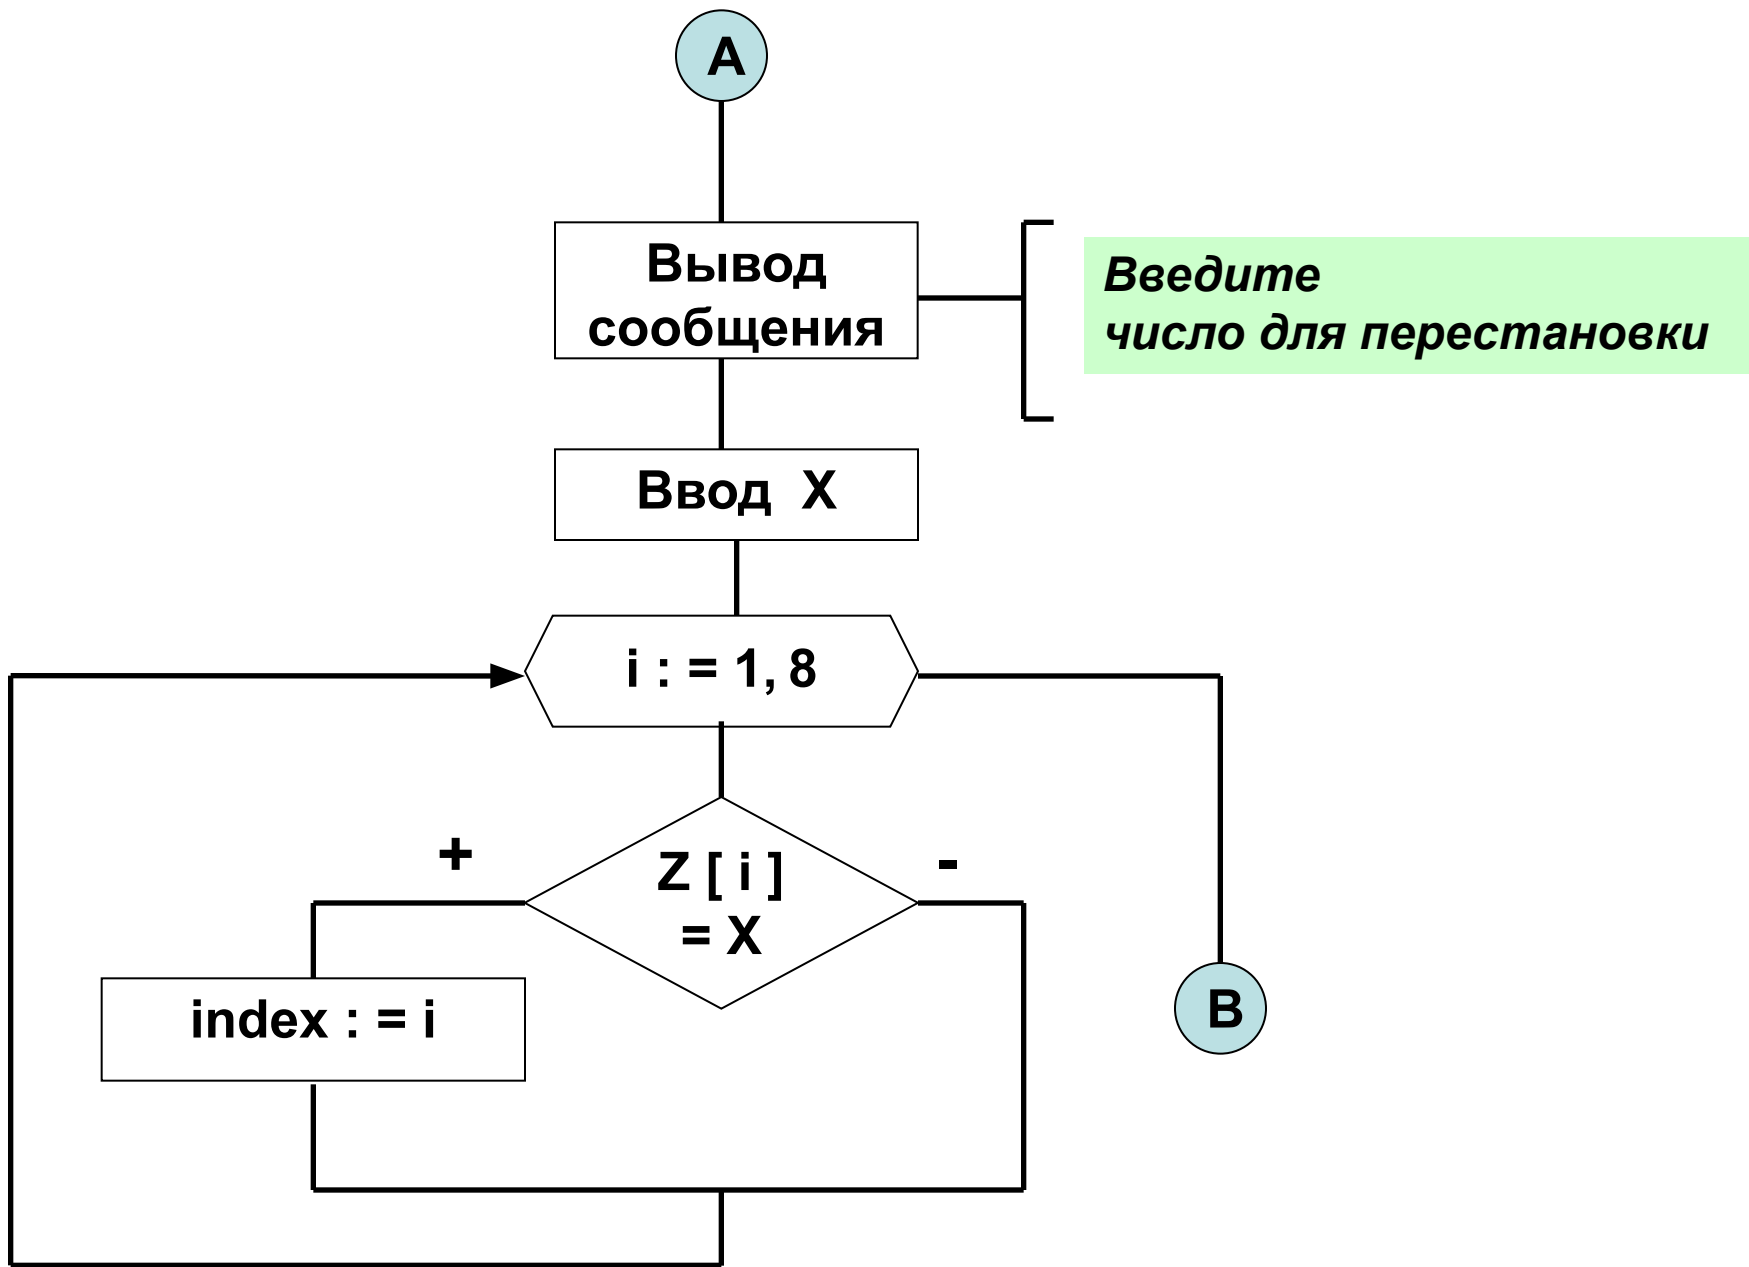 A
Вывод
сообщения
Введите
число для перестановки
Ввод X
i : = 1, 8
+
-
Z [ i ]
= X
index : = i
B